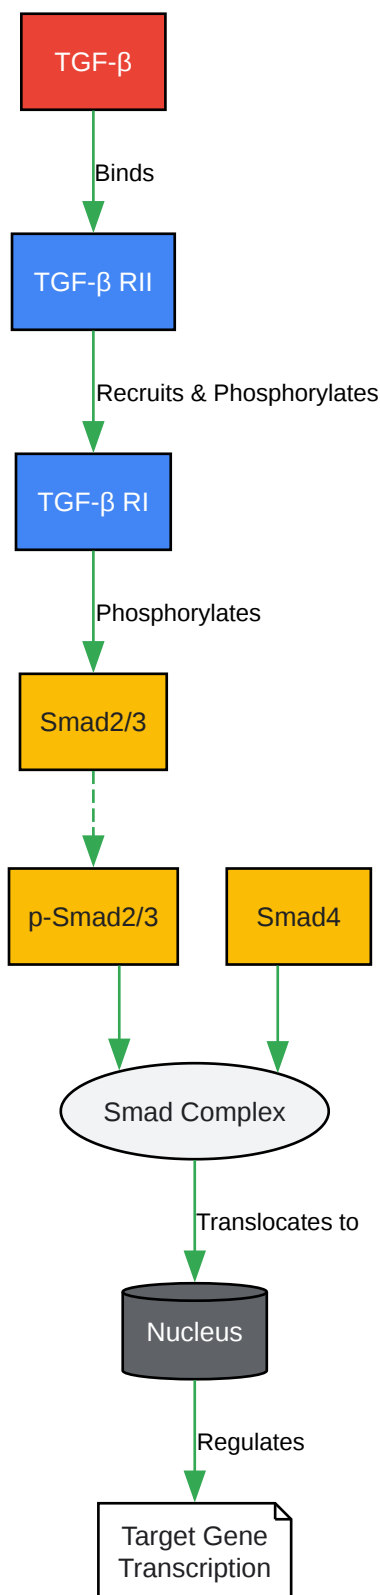 TGF-β
Binds
TGF-β RII
Recruits & Phosphorylates
TGF-β RI
Phosphorylates
Smad2/3
p-Smad2/3
Smad4
Smad Complex
Translocates to
Nucleus
Regulates
Target Gene
Transcription